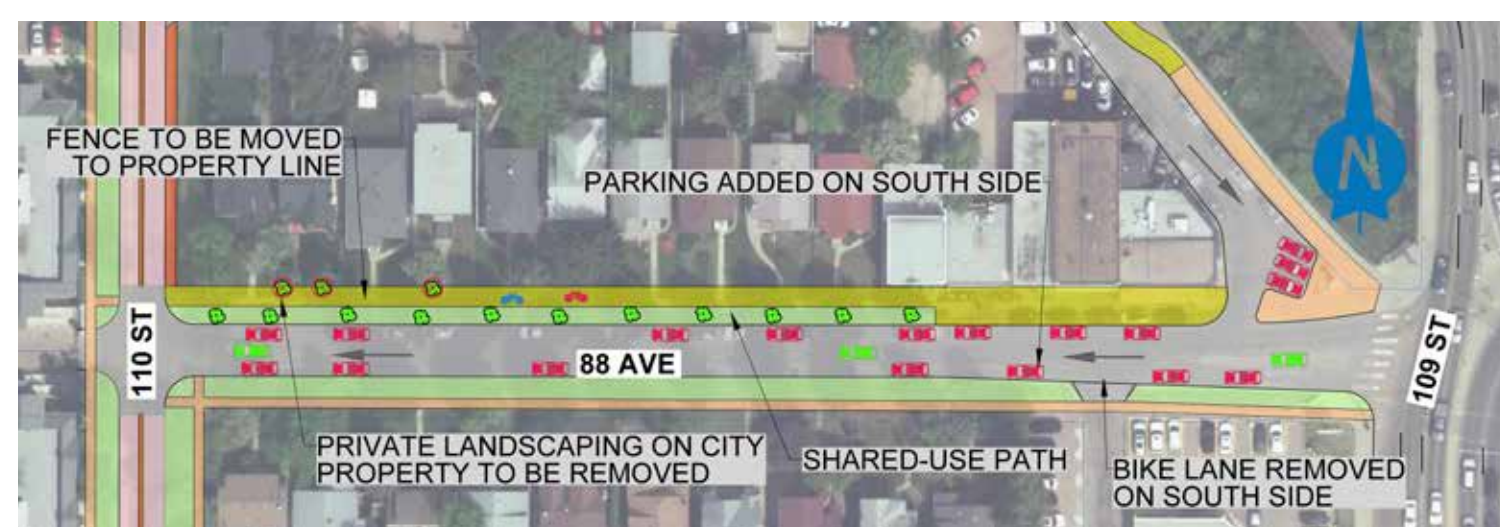 FENCE TO BE MOVED
TO PROPERTY LINE
PARKING ADDED ON SOUTH SIDE
N
110 ST
88 AVE
109 ST
PRIVATE LANDSCAPING ON CITY
PROPERTY TO BE REMOVED
SHARED-USE PATH
BIKE LANE REMOVED
ON SOUTH SIDE